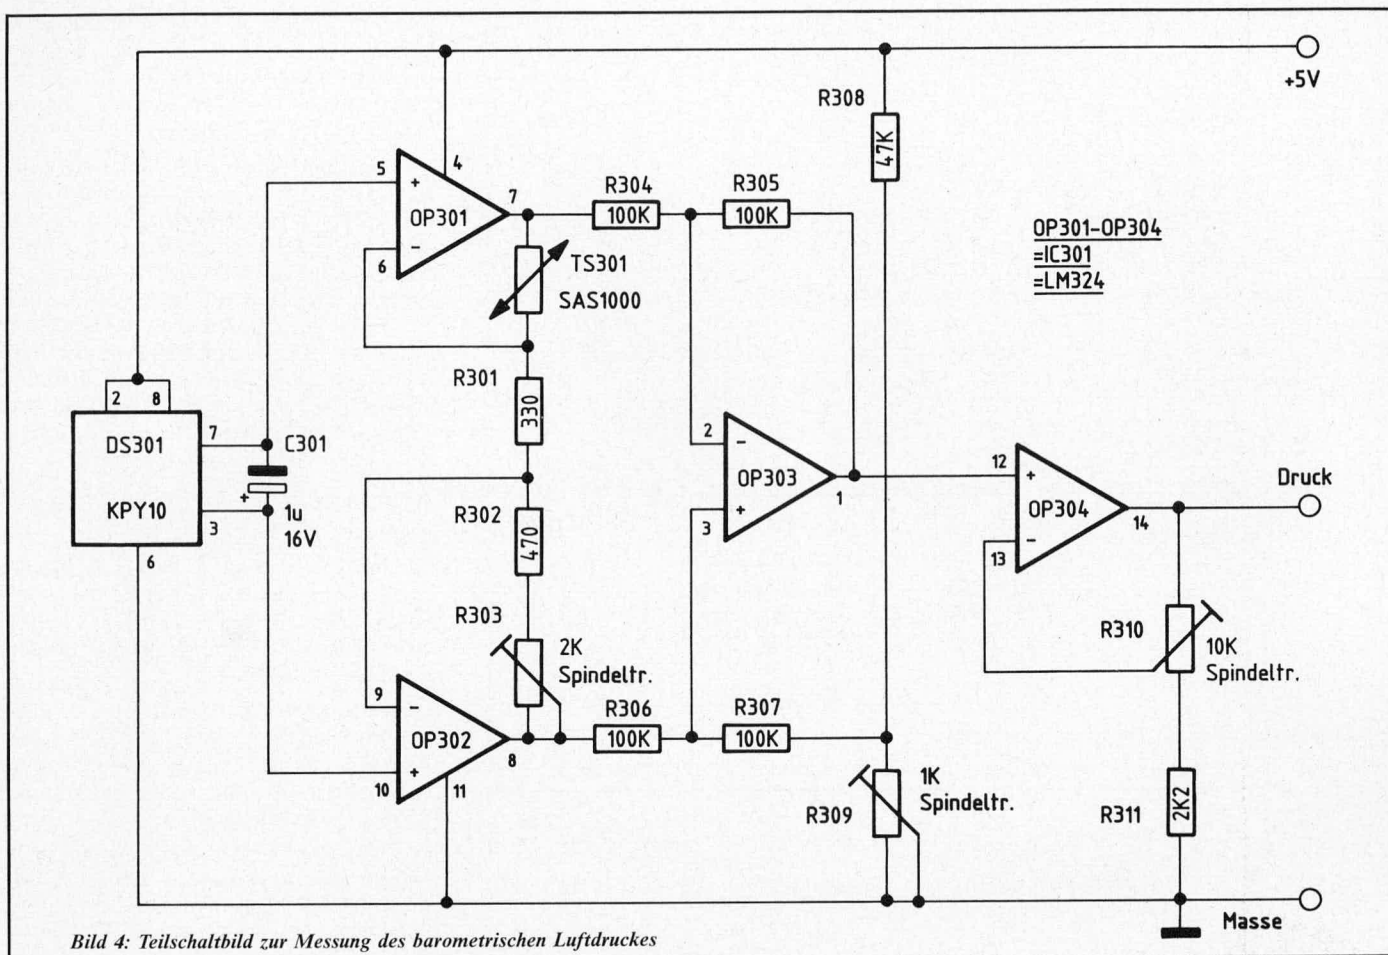 +5V
R308
47K
5
+
4
OP301
7
−
6
R304
100K
R305
100K
TS301
SAS1000
OP301–OP304
=IC301
=LM324
R301
330
2
8
DS301
KPY10
7
3
6
C301
+
1u
16V
R302
470
R303
2K
Spindeltr.
2
−
OP303
+
3
1
12
+
OP304
−
13
14
Druck
R310
10K
Spindeltr.
9
−
OP302
+
10
8
11
R306
100K
R307
100K
R309
1K
Spindeltr.
R311
2K2
Masse
Bild 4: Teilschaltbild zur Messung des barometrischen Luftdruckes